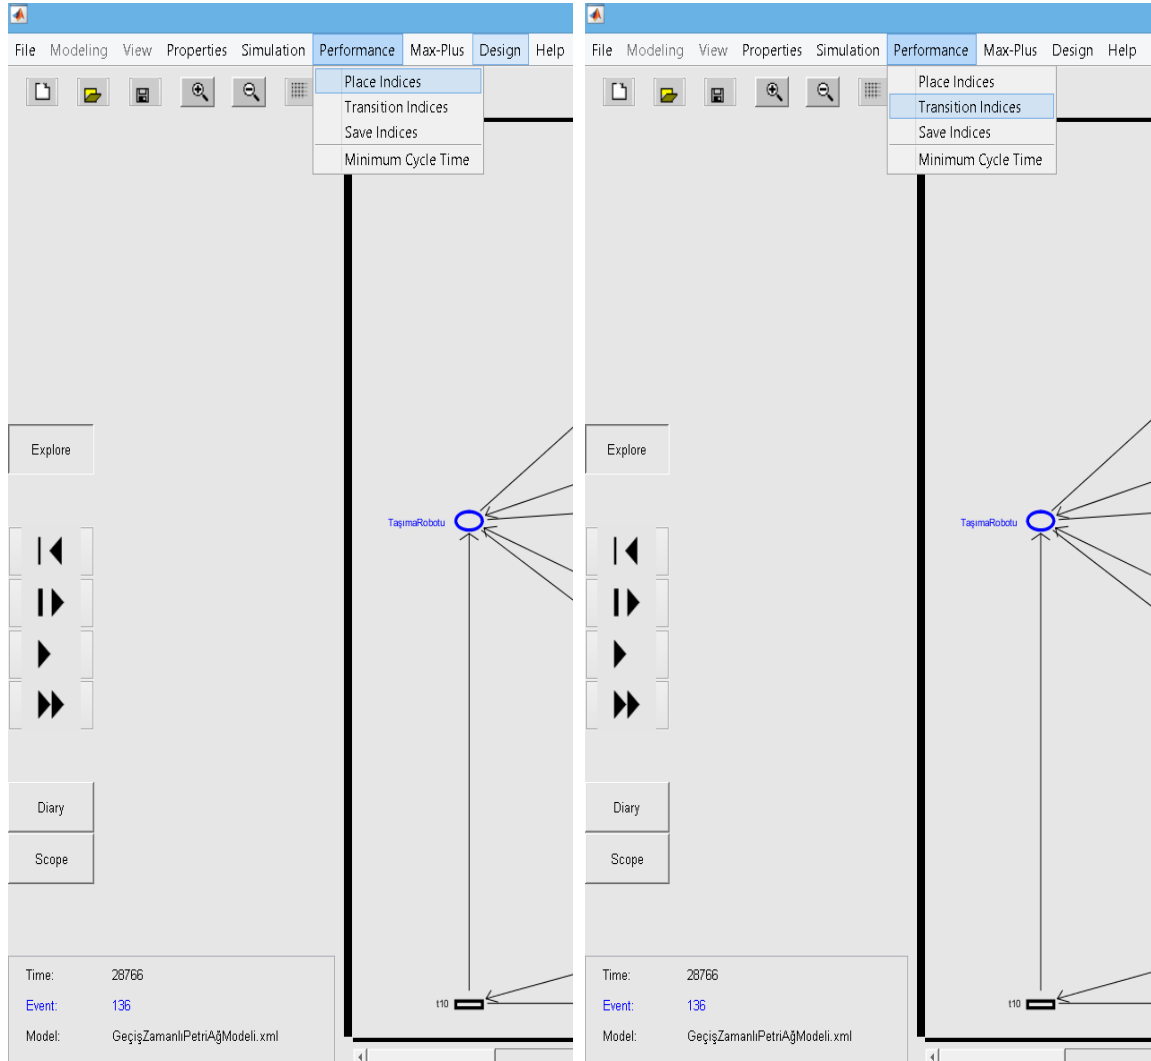 File Modeling View Properties Simulation Performance Max-Plus Design Help
Place Indices
Transition Indices
Save Indices
Minimum Cycle Time
Explore
TaşımaRobotu
Diary
Scope
t10
Time: 28766
Event: 136
Model: GeçişZamanlıPetriAğModeli.xml
File Modeling View Properties Simulation Performance Max-Plus Design Help
Place Indices
Transition Indices
Save Indices
Minimum Cycle Time
Explore
TaşımaRobotu
Diary
Scope
t10
Time: 28766
Event: 136
Model: GeçişZamanlıPetriAğModeli.xml